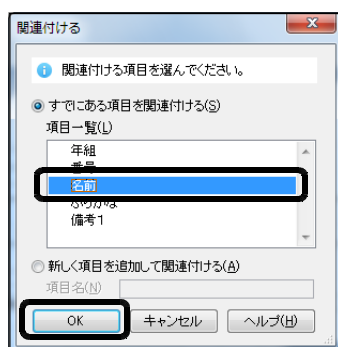 関連付ける
関連付ける項目を選んでください。
すでにある項目を関連付ける(S)
項目一覧(L)
年組
番号
名前
ふりがな
備考1
新しく項目を追加して関連付ける(A)
項目名(N)
OK
キャンセル
ヘルプ(H)